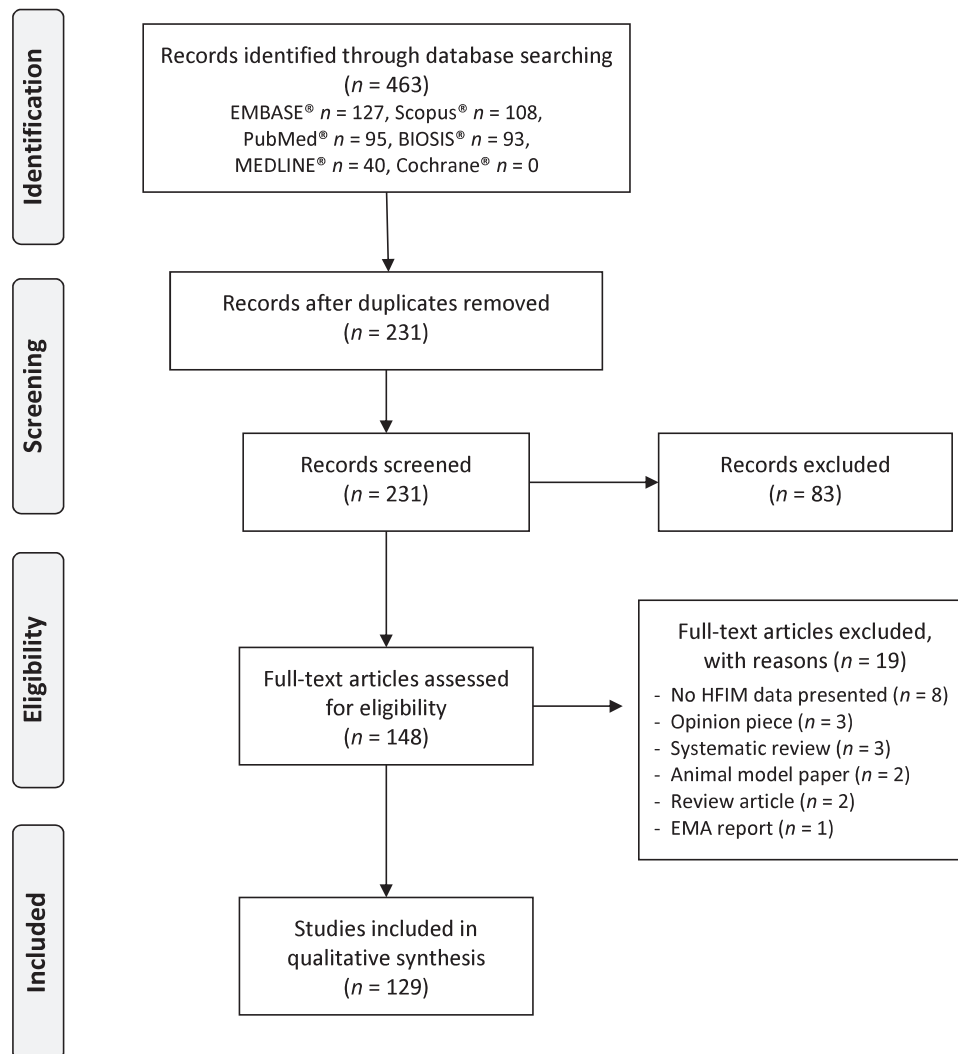 Identification
Records identified through database searching
(n = 463)
EMBASE® n = 127, Scopus® n = 108,
PubMed® n = 95, BIOSIS® n = 93,
MEDLINE® n = 40, Cochrane® n = 0
Screening
Records after duplicates removed
(n = 231)
Records screened
(n = 231)
Records excluded
(n = 83)
Eligibility
Full-text articles assessed
for eligibility
(n = 148)
Full-text articles excluded,
with reasons (n = 19)
- No HFIM data presented (n = 8)
- Opinion piece (n = 3)
- Systematic review (n = 3)
- Animal model paper (n = 2)
- Review article (n = 2)
- EMA report (n = 1)
Included
Studies included in
qualitative synthesis
(n = 129)